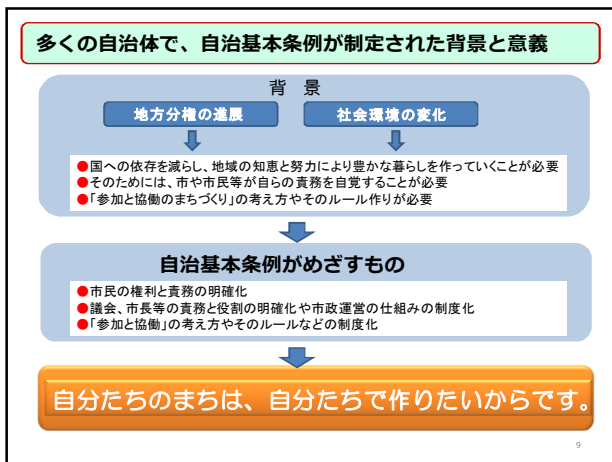 多くの自治体で、自治基本条例が制定された背景と意義
背 景
地方分権の進展
社会環境の変化
●国への依存を減らし、地域の知恵と努力により豊かな暮らしを作っていくことが必要
●そのためには、市や市民等が自らの責務を自覚することが必要
●「参加と協働のまちづくり」の考え方やそのルール作りが必要
自治基本条例がめざすもの
●市民の権利と責務の明確化
●議会、市長等の責務と役割の明確化や市政運営の仕組みの制度化
●「参加と協働」の考え方やそのルールなどの制度化
自分たちのまちは、自分たちで作りたいからです。
9